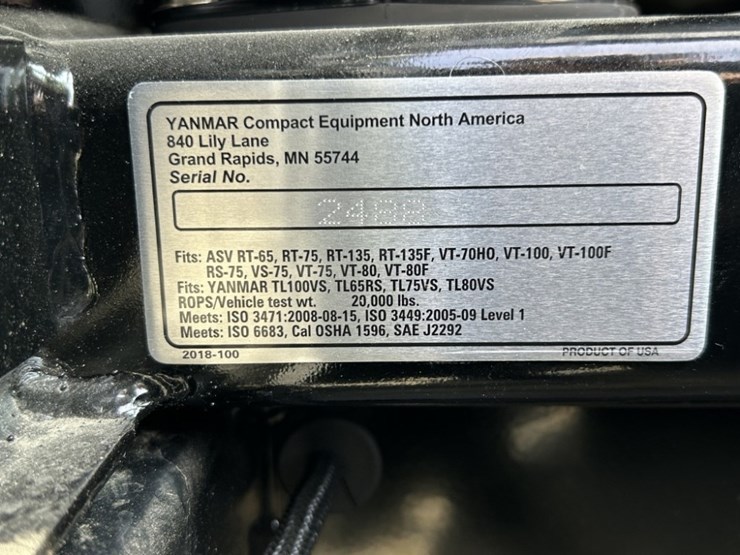 YANMAR Compact Equipment North America
840 Lily Lane
Grand Rapids, MN 55744
Serial No.
Fits: ASV RT-65, RT-75, RT-135, RT-135F, VT-70HO, VT-100, VT-100F
RS-75, VS-75, VT-75, VT-80, VT-80F
Fits: YANMAR TL100VS, TL65RS, TL75VS, TL80VS
ROPS/Vehicle test wt. 20,000 lbs.
Meets: ISO 3471:2008-08-15, ISO 3449:2005-09 Level 1
Meets: ISO 6683, Cal OSHA 1596, SAE J2292
2018-100 PRODUCT OF USA